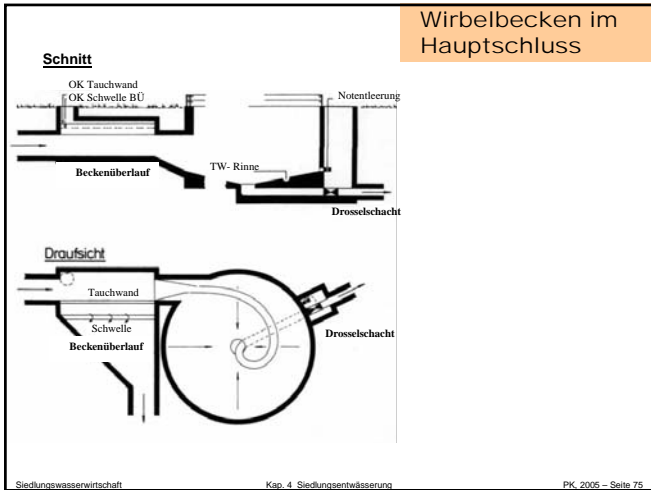 Wirbelbecken im
Hauptschluss
Schnitt
OK Tauchwand
OK Schwelle BÜ
Notentleerung
TW- Rinne
Beckenüberlauf
Drosselschacht
Draufsicht
Tauchwand
Schwelle
Beckenüberlauf
Drosselschacht
Siedlungswasserwirtschaft Kap. 4 Siedlungsentwässerung PK, 2005 – Seite 75